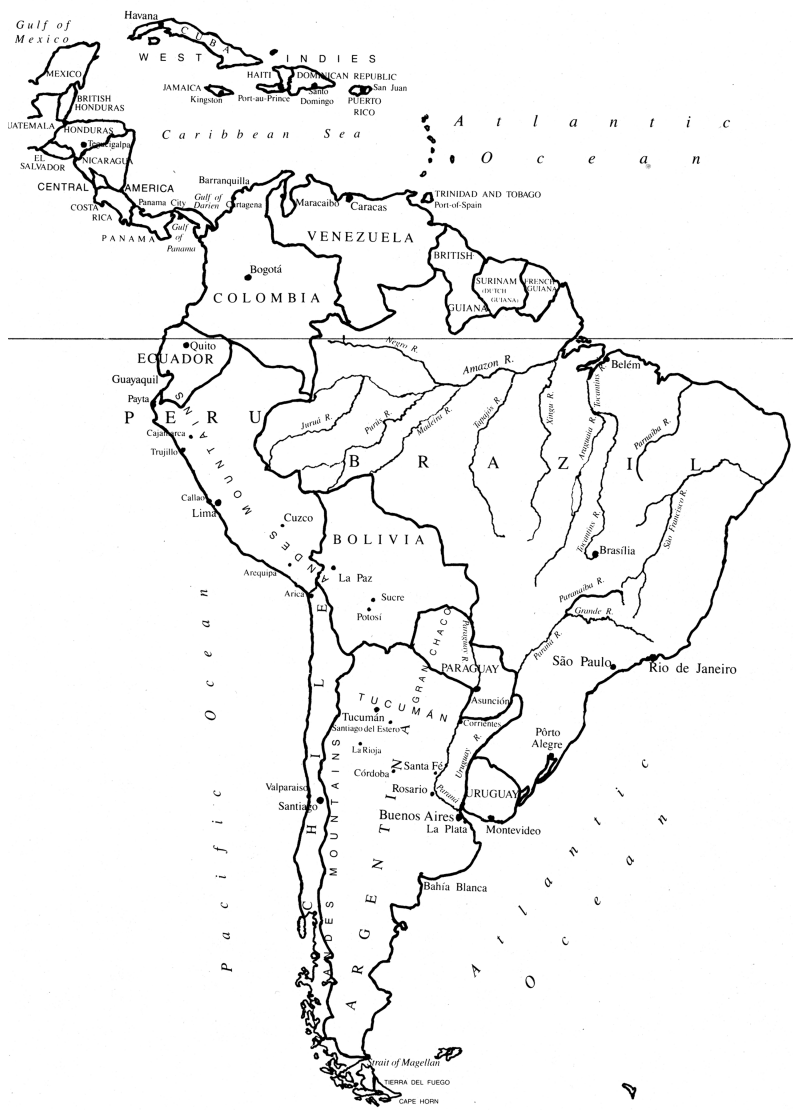 Gulf of
Mexico
Havana
CUBA
WEST INDIES
MEXICO
HAITI
DOMINICAN REPUBLIC
JAMAICA
Kingston
Port-au-Prince
Santo
Domingo
San Juan
PUERTO
RICO
BRITISH
HONDURAS
UATEMALA
HONDURAS
Tegucigalpa
Caribbean Sea
Atlantic
Ocean
EL
SALVADOR
NICARAGUA
CENTRAL AMERICA
COSTA
RICA
Panama City
PANAMA
Gulf of
Darien
Gulf
of
Panama
Barranquilla
Cartagena
Maracaibo
Caracas
TRINIDAD AND TOBAGO
Port-of-Spain
VENEZUELA
BRITISH
GUIANA
SURINAM
(DUTCH
GUIANA)
FRENCH
GUIANA
Bogotá
COLOMBIA
Quito
ECUADOR
Guayaquil
Payta
PERU
Cajamarca
Trujillo
Callao
Lima
Cuzco
Arequipa
Arica
ANDES MOUNTAINS
Negro R.
Amazon R.
Juruá R.
Purús R.
Madeira R.
Tapajós R.
Xingu R.
Tocantins R.
Araguaia R.
Tocantins R.
Parnaíba R.
São Francisco R.
Belém
BRAZIL
Brasília
Paranaíba R.
Grande R.
Paraná R.
São Paulo
Rio de Janeiro
BOLIVIA
La Paz
Sucre
Potosí
GRAN CHACO
Paraguay R.
PARAGUAY
Asunción
TUCUMÁN
Tucumán
Santiago del Estero
Corrientes
La Rioja
Córdoba
Santa Fé
Rosario
Paraná
Uruguay R.
Pôrto
Alegre
URUGUAY
Montevideo
Buenos Aires
La Plata
Bahía Blanca
Valparaiso
Santiago
CHILE
ANDES MOUNTAINS
ARGENTINA
Pacific Ocean
Atlantic
Ocean
Strait of Magellan
TIERRA DEL FUEGO
CAPE HORN